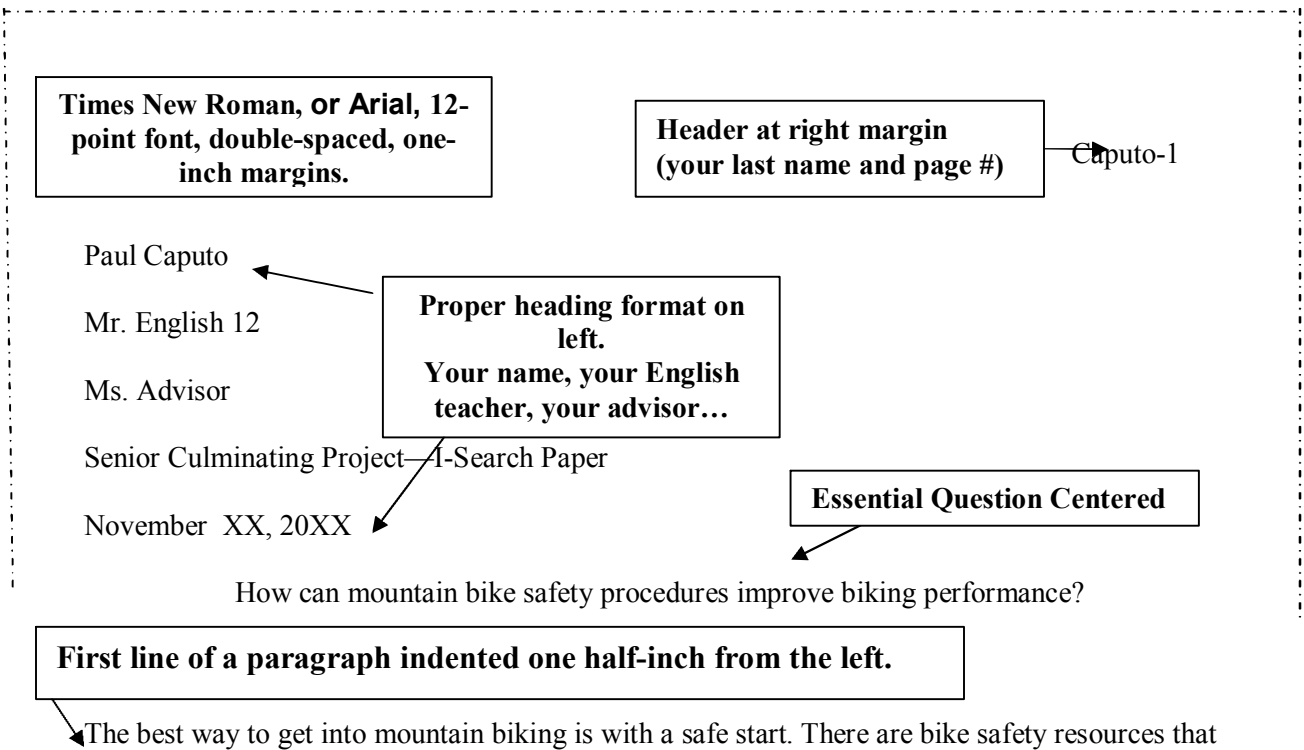 Times New Roman, or Arial, 12-
point font, double-spaced, one-
inch margins.
Header at right margin
(your last name and page #)
Caputo-1
Paul Caputo
Mr. English 12
Ms. Advisor
Proper heading format on
left.
Your name, your English
teacher, your advisor…
Senior Culminating Project—I-Search Paper
November  XX, 20XX
Essential Question Centered
How can mountain bike safety procedures improve biking performance?
First line of a paragraph indented one half-inch from the left.
The best way to get into mountain biking is with a safe start. There are bike safety resources that